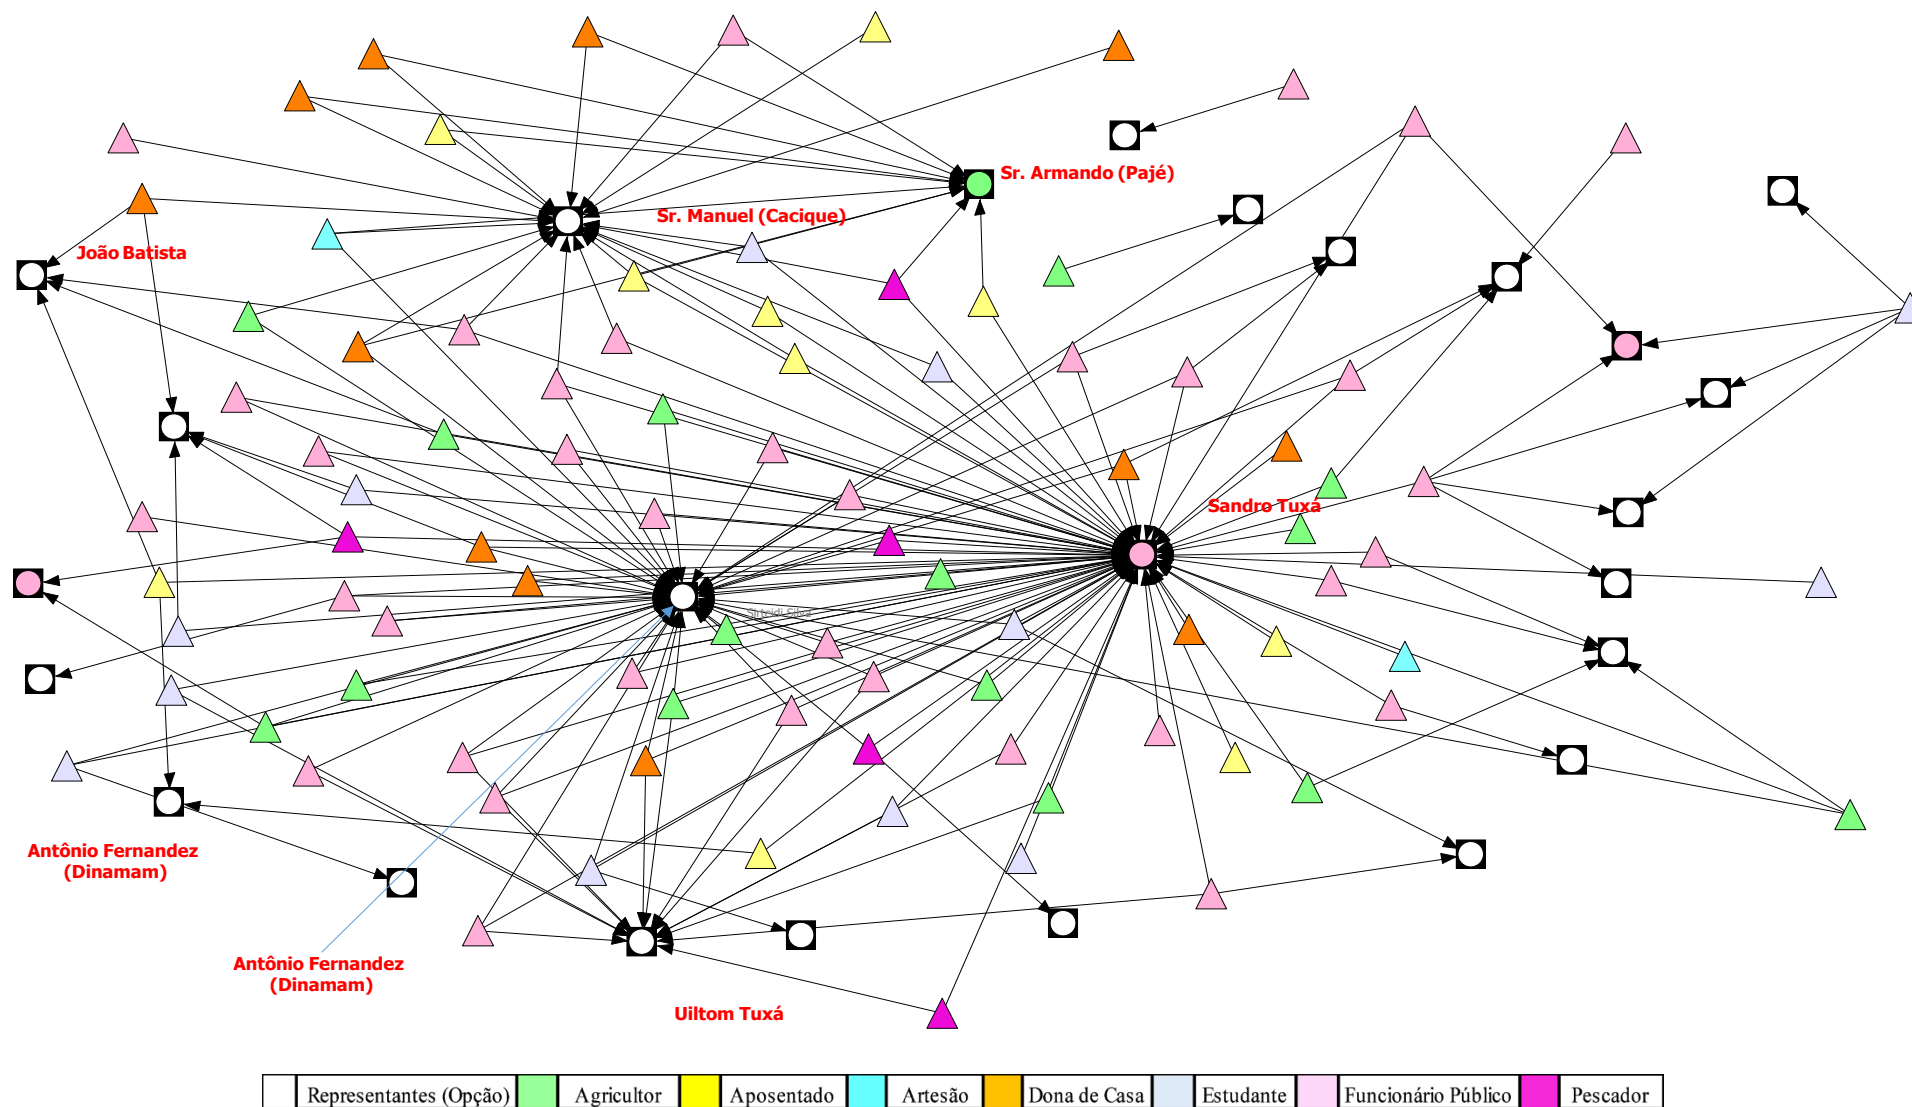 Sr. Armando (Pajé)
Sr. Manuel (Cacique)
João Batista
Sandro Tuxá
Antônio Fernandez
(Dinamam)
Antônio Fernandez
(Dinamam)
Uiltom Tuxá
Representantes (Opção) Agricultor Aposentado Artesão Dona de Casa Estudante Funcionário Público Pescador